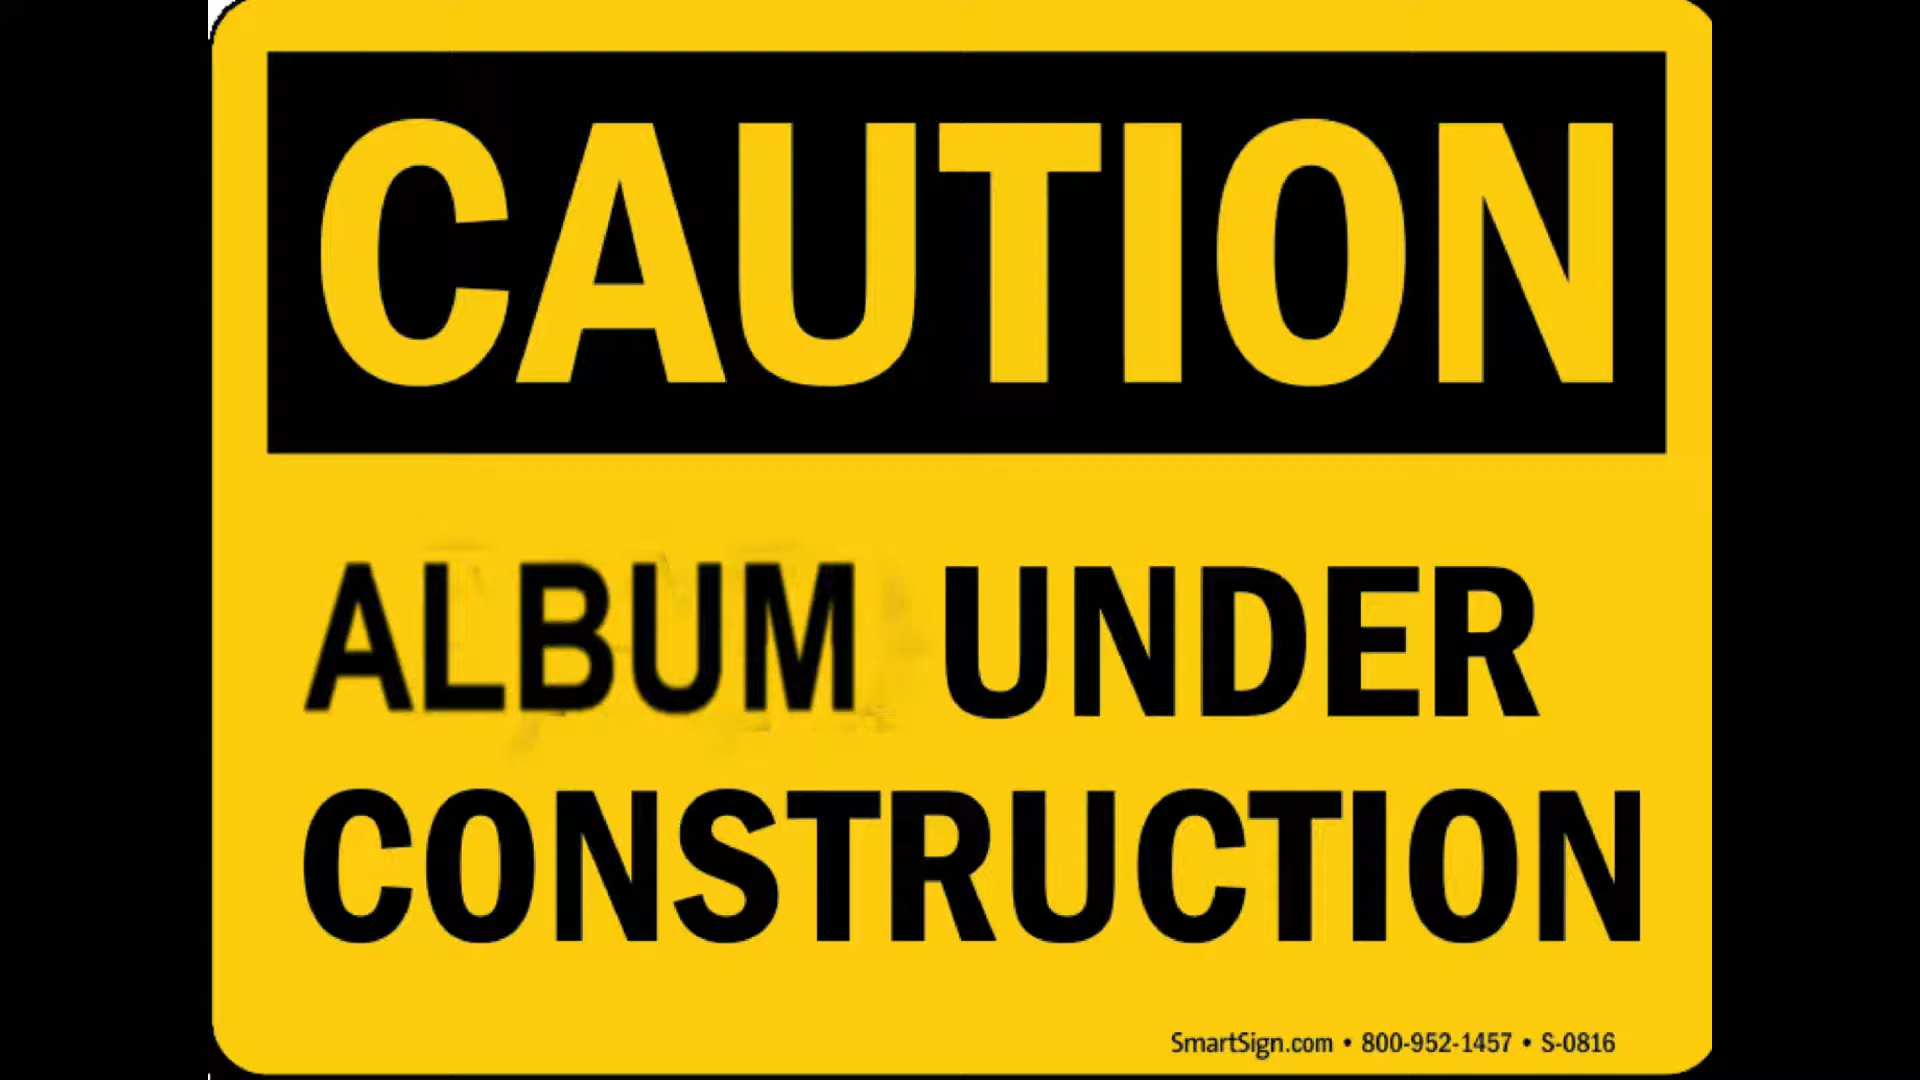 CAUTION
ALBUM UNDER
CONSTRUCTION
SmartSign.com • 800-952-1457 • S-0816